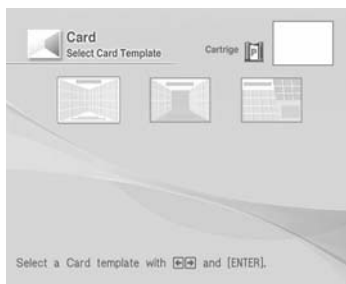 Card
Select Card Template
Cartrige P
Select a Card template with ←→ and [ENTER].